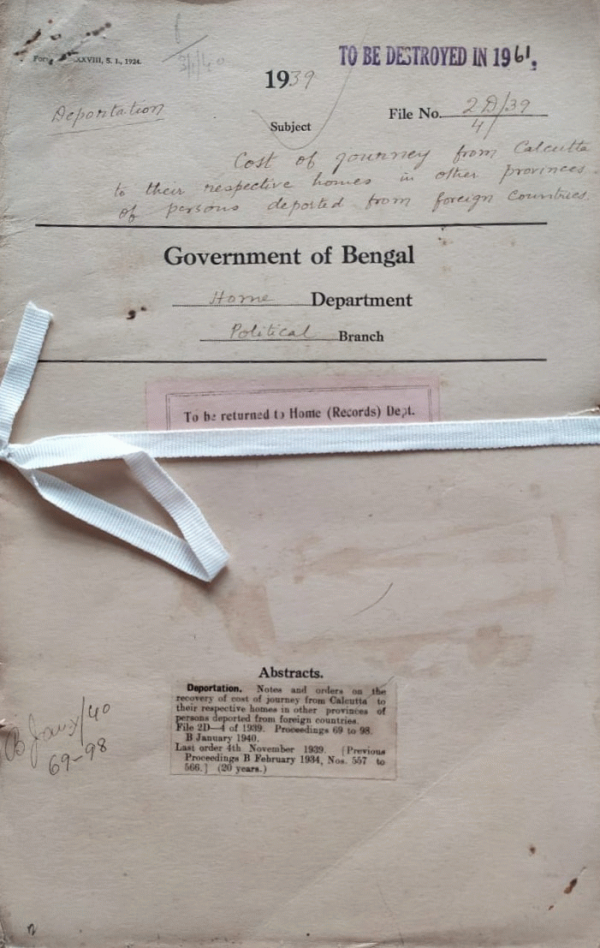 TO BE DESTROYED IN 1961.
XXVIII, S. I., 1924.
3/1/40
1939
Deportation
File No. 2D/39
4/
Subject
Cost of journey from Calcutta
to their respective homes in other provinces
of persons deported from foreign countries.
Government of Bengal
Home Department
Political Branch
To be returned to Home (Records) Dept.
Abstracts.
Deportation. Notes and orders on the
recovery of cost of journey from Calcutta to
their respective homes in other provinces of
persons deported from foreign countries.
File 2D—4 of 1939. Proceedings 69 to 98.
B January 1940.
Last order 4th November 1939. [Previous
Proceedings B February 1934, Nos. 557 to
566.] (20 years.)
B Jany/40
69-98